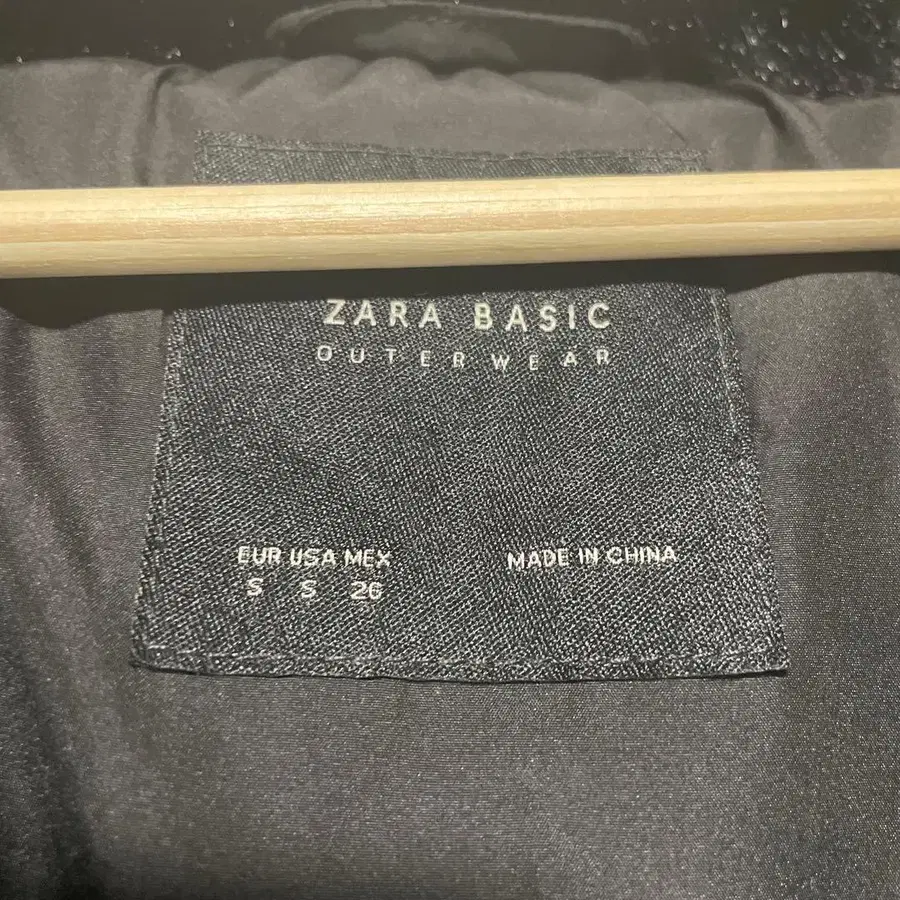 ZARA BASIC
OUTERWEAR
EUR USA MEX
S S 26
MADE IN CHINA